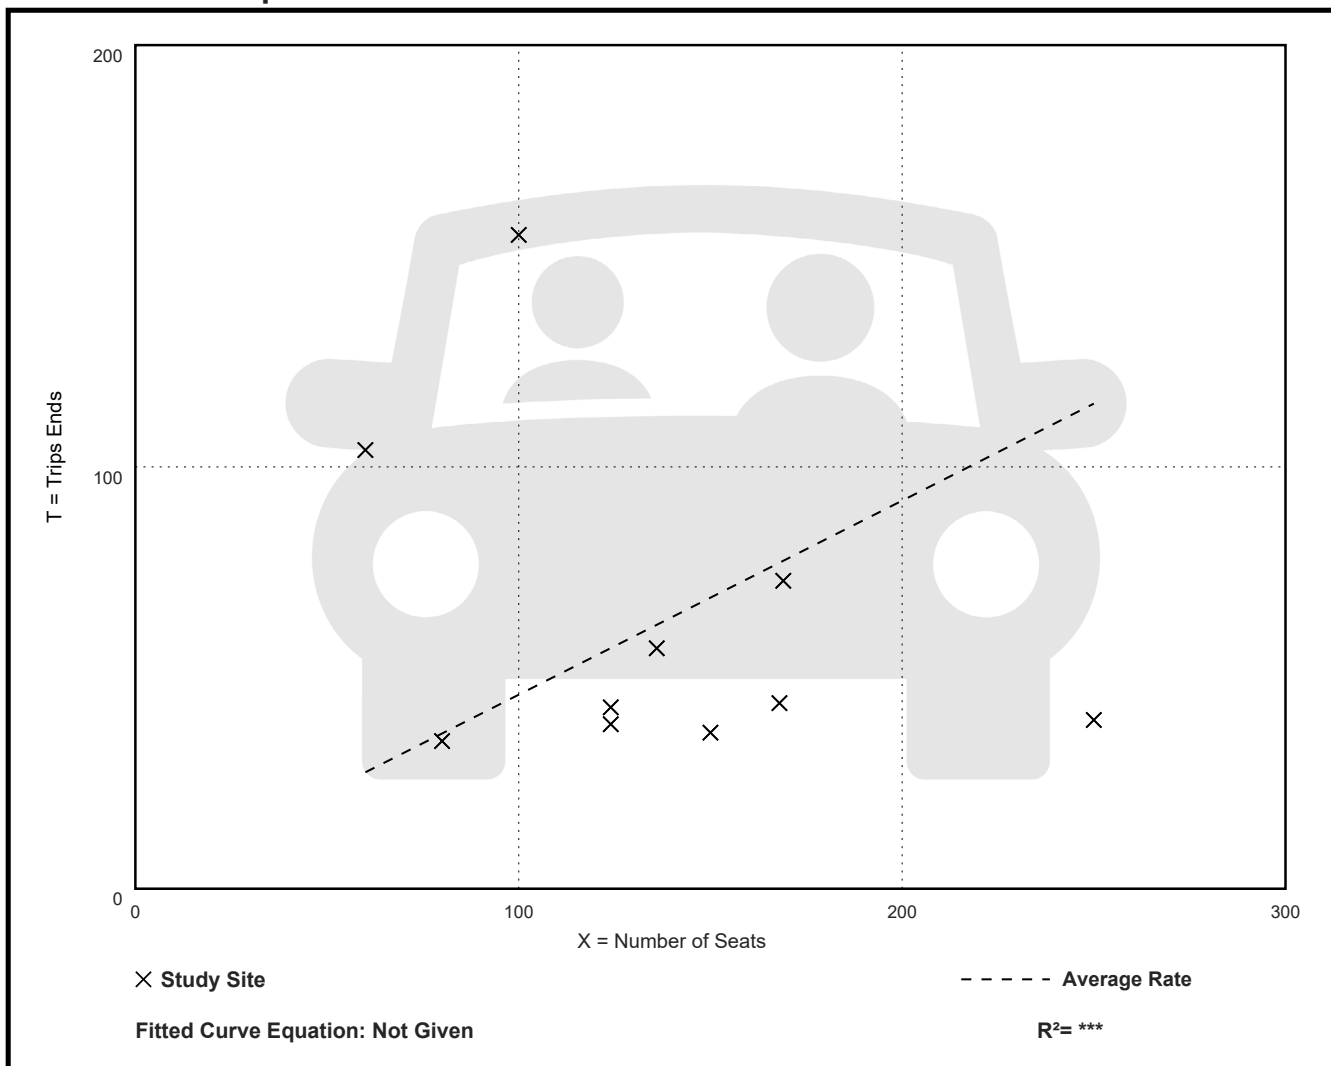 200
100
0
T = Trips Ends
0 100 200 300
X = Number of Seats
Study Site
Average Rate
Fitted Curve Equation: Not Given
R²= ***